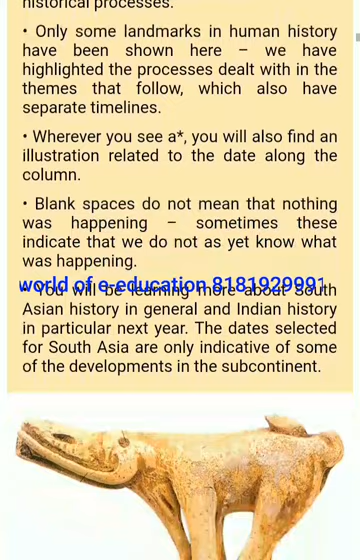 historical processes.
• Only some landmarks in human history
have been shown here – we have
highlighted the processes dealt with in the
themes that follow, which also have
separate timelines.
• Wherever you see a*, you will also find an
illustration related to the date along the
column.
• Blank spaces do not mean that nothing
was happening – sometimes these
indicate that we do not as yet know what
was happening.
world of e-education 8181929991
• You will be learning more about South
Asian history in general and Indian history
in particular next year. The dates selected
for South Asia are only indicative of some
of the developments in the subcontinent.